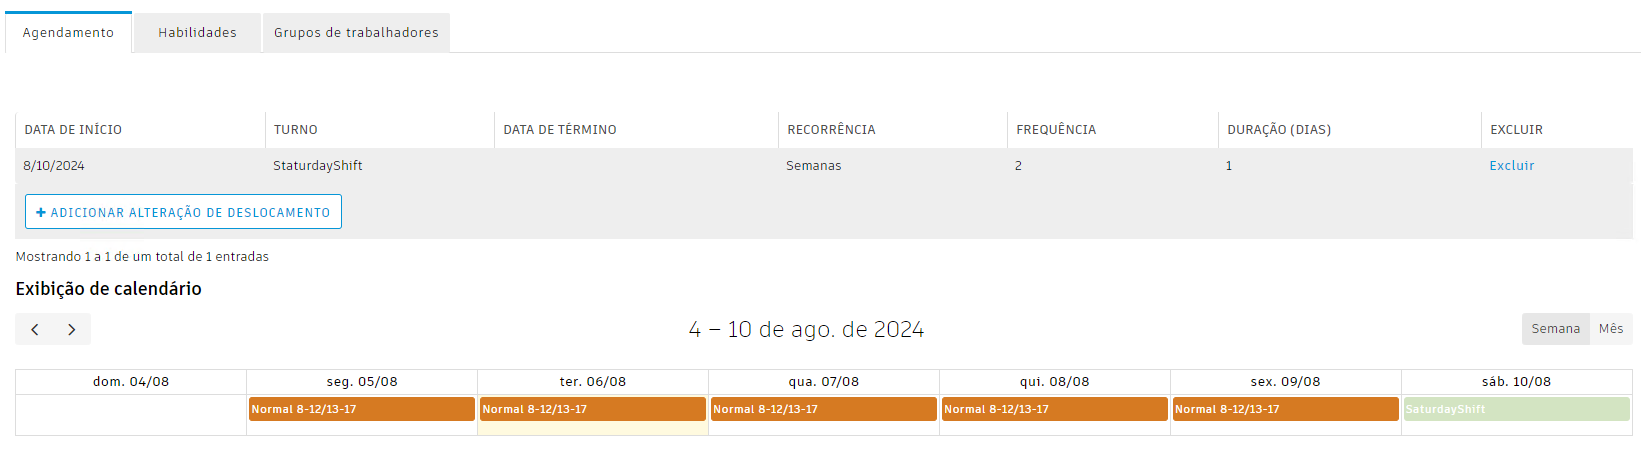 Agendamento Habilidades Grupos de trabalhadores
DATA DE INÍCIO TURNO DATA DE TÉRMINO RECORRÊNCIA FREQUÊNCIA DURAÇÃO (DIAS) EXCLUIR
8/10/2024 StaturdayShift Semanas 2 1 Excluir
+ ADICIONAR ALTERAÇÃO DE DESLOCAMENTO
Mostrando 1 a 1 de um total de 1 entradas
Exibição de calendário
4 – 10 de ago. de 2024 Semana Mês
dom. 04/08 seg. 05/08 ter. 06/08 qua. 07/08 qui. 08/08 sex. 09/08 sáb. 10/08
Normal 8-12/13-17 Normal 8-12/13-17 Normal 8-12/13-17 Normal 8-12/13-17 Normal 8-12/13-17 SaturdayShift